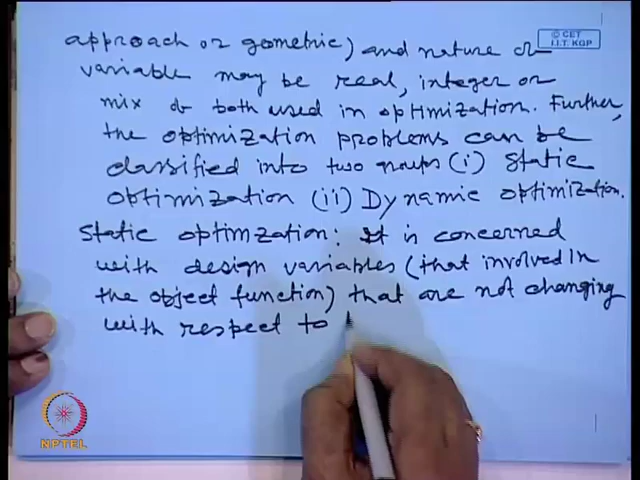 © CET
I.I.T. KGP
approach or gometric) and nature of
variable may be real, integer or
mix of both used in optimization. Further,
the optimization problems can be
classified into two groups (i) Static
optimization (ii) Dynamic optimization.
Static optimzation: It is concerned
with design variables (that involved in
the object function) that are not changing
with respect to
NPTEL